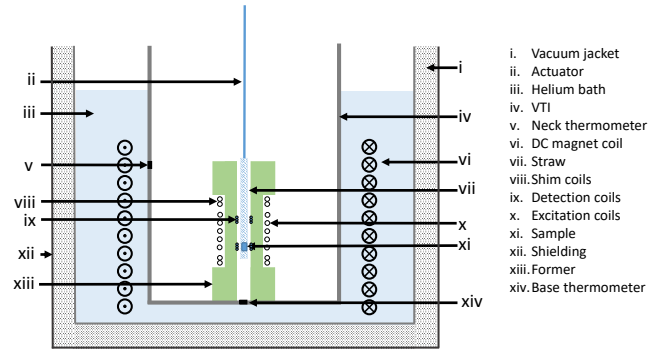 i
ii
iii
iv
v
vi
vii
viii
ix
x
xi
xii
xiii
xiv
i. Vacuum jacket
ii. Actuator
iii. Helium bath
iv. VTI
v. Neck thermometer
vi. DC magnet coil
vii. Straw
viii. Shim coils
ix. Detection coils
x. Excitation coils
xi. Sample
xii. Shielding
xiii. Former
xiv. Base thermometer